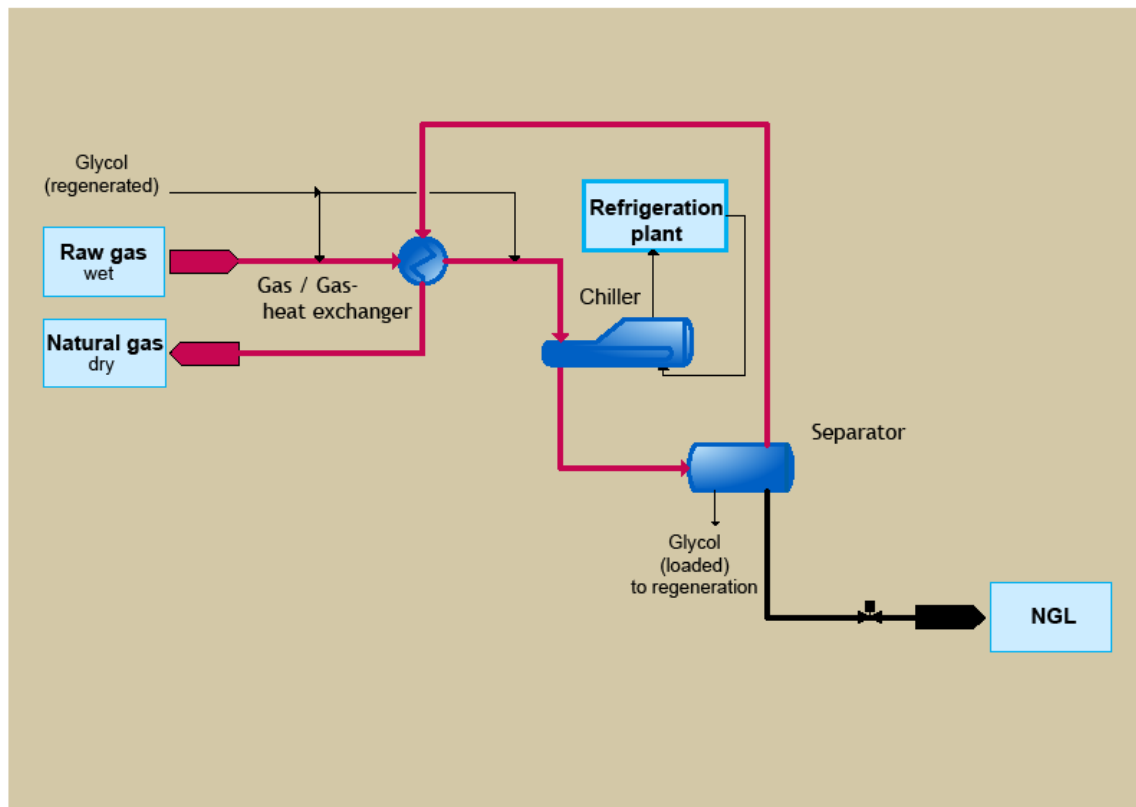 Glycol
(regenerated)
Raw gas
wet
Gas / Gas-
heat exchanger
Natural gas
dry
Refrigeration
plant
Chiller
Separator
Glycol
(loaded)
to regeneration
NGL